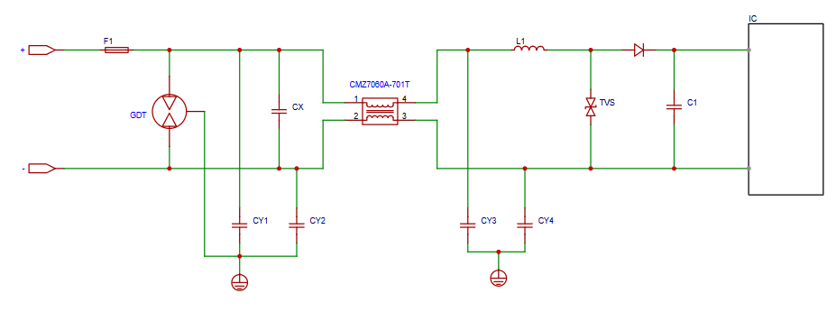 IC
F1
L1
+
CMZ7060A-701T
1
4
CX
TVS
C1
GDT
2
3
-
CY1
CY2
CY3
CY4